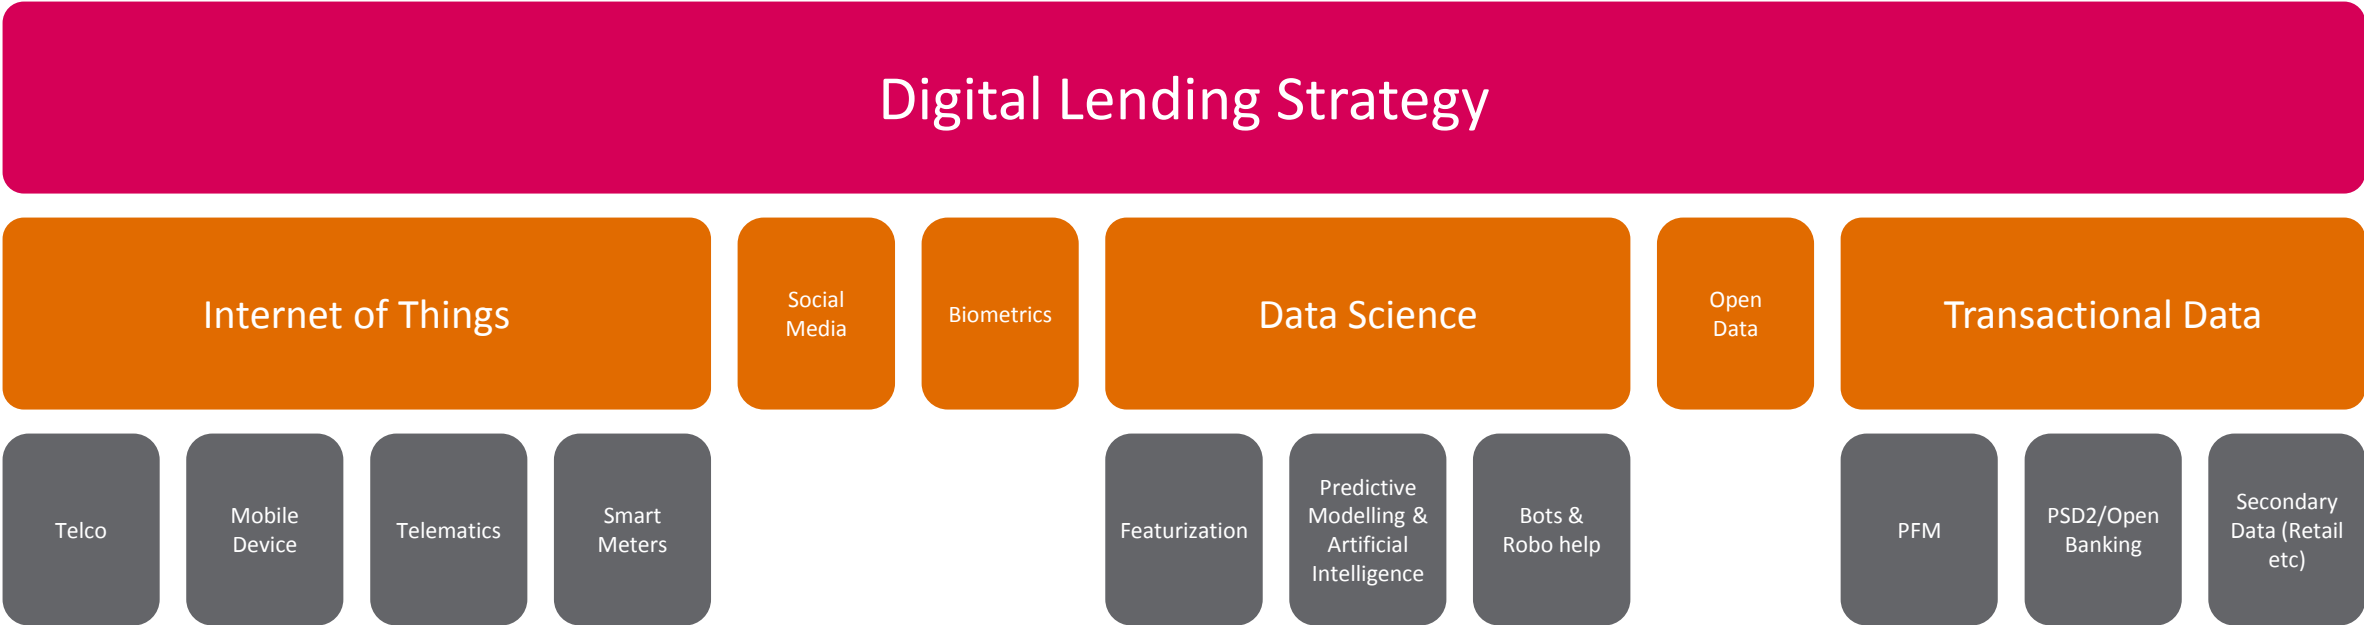 Digital Lending Strategy
Internet of Things
Social
Media
Biometrics
Data Science
Open
Data
Transactional Data
Telco
Mobile
Device
Telematics
Smart
Meters
Featurization
Predictive
Modelling &
Artificial
Intelligence
Bots &
Robo help
PFM
PSD2/Open
Banking
Secondary
Data (Retail
etc)